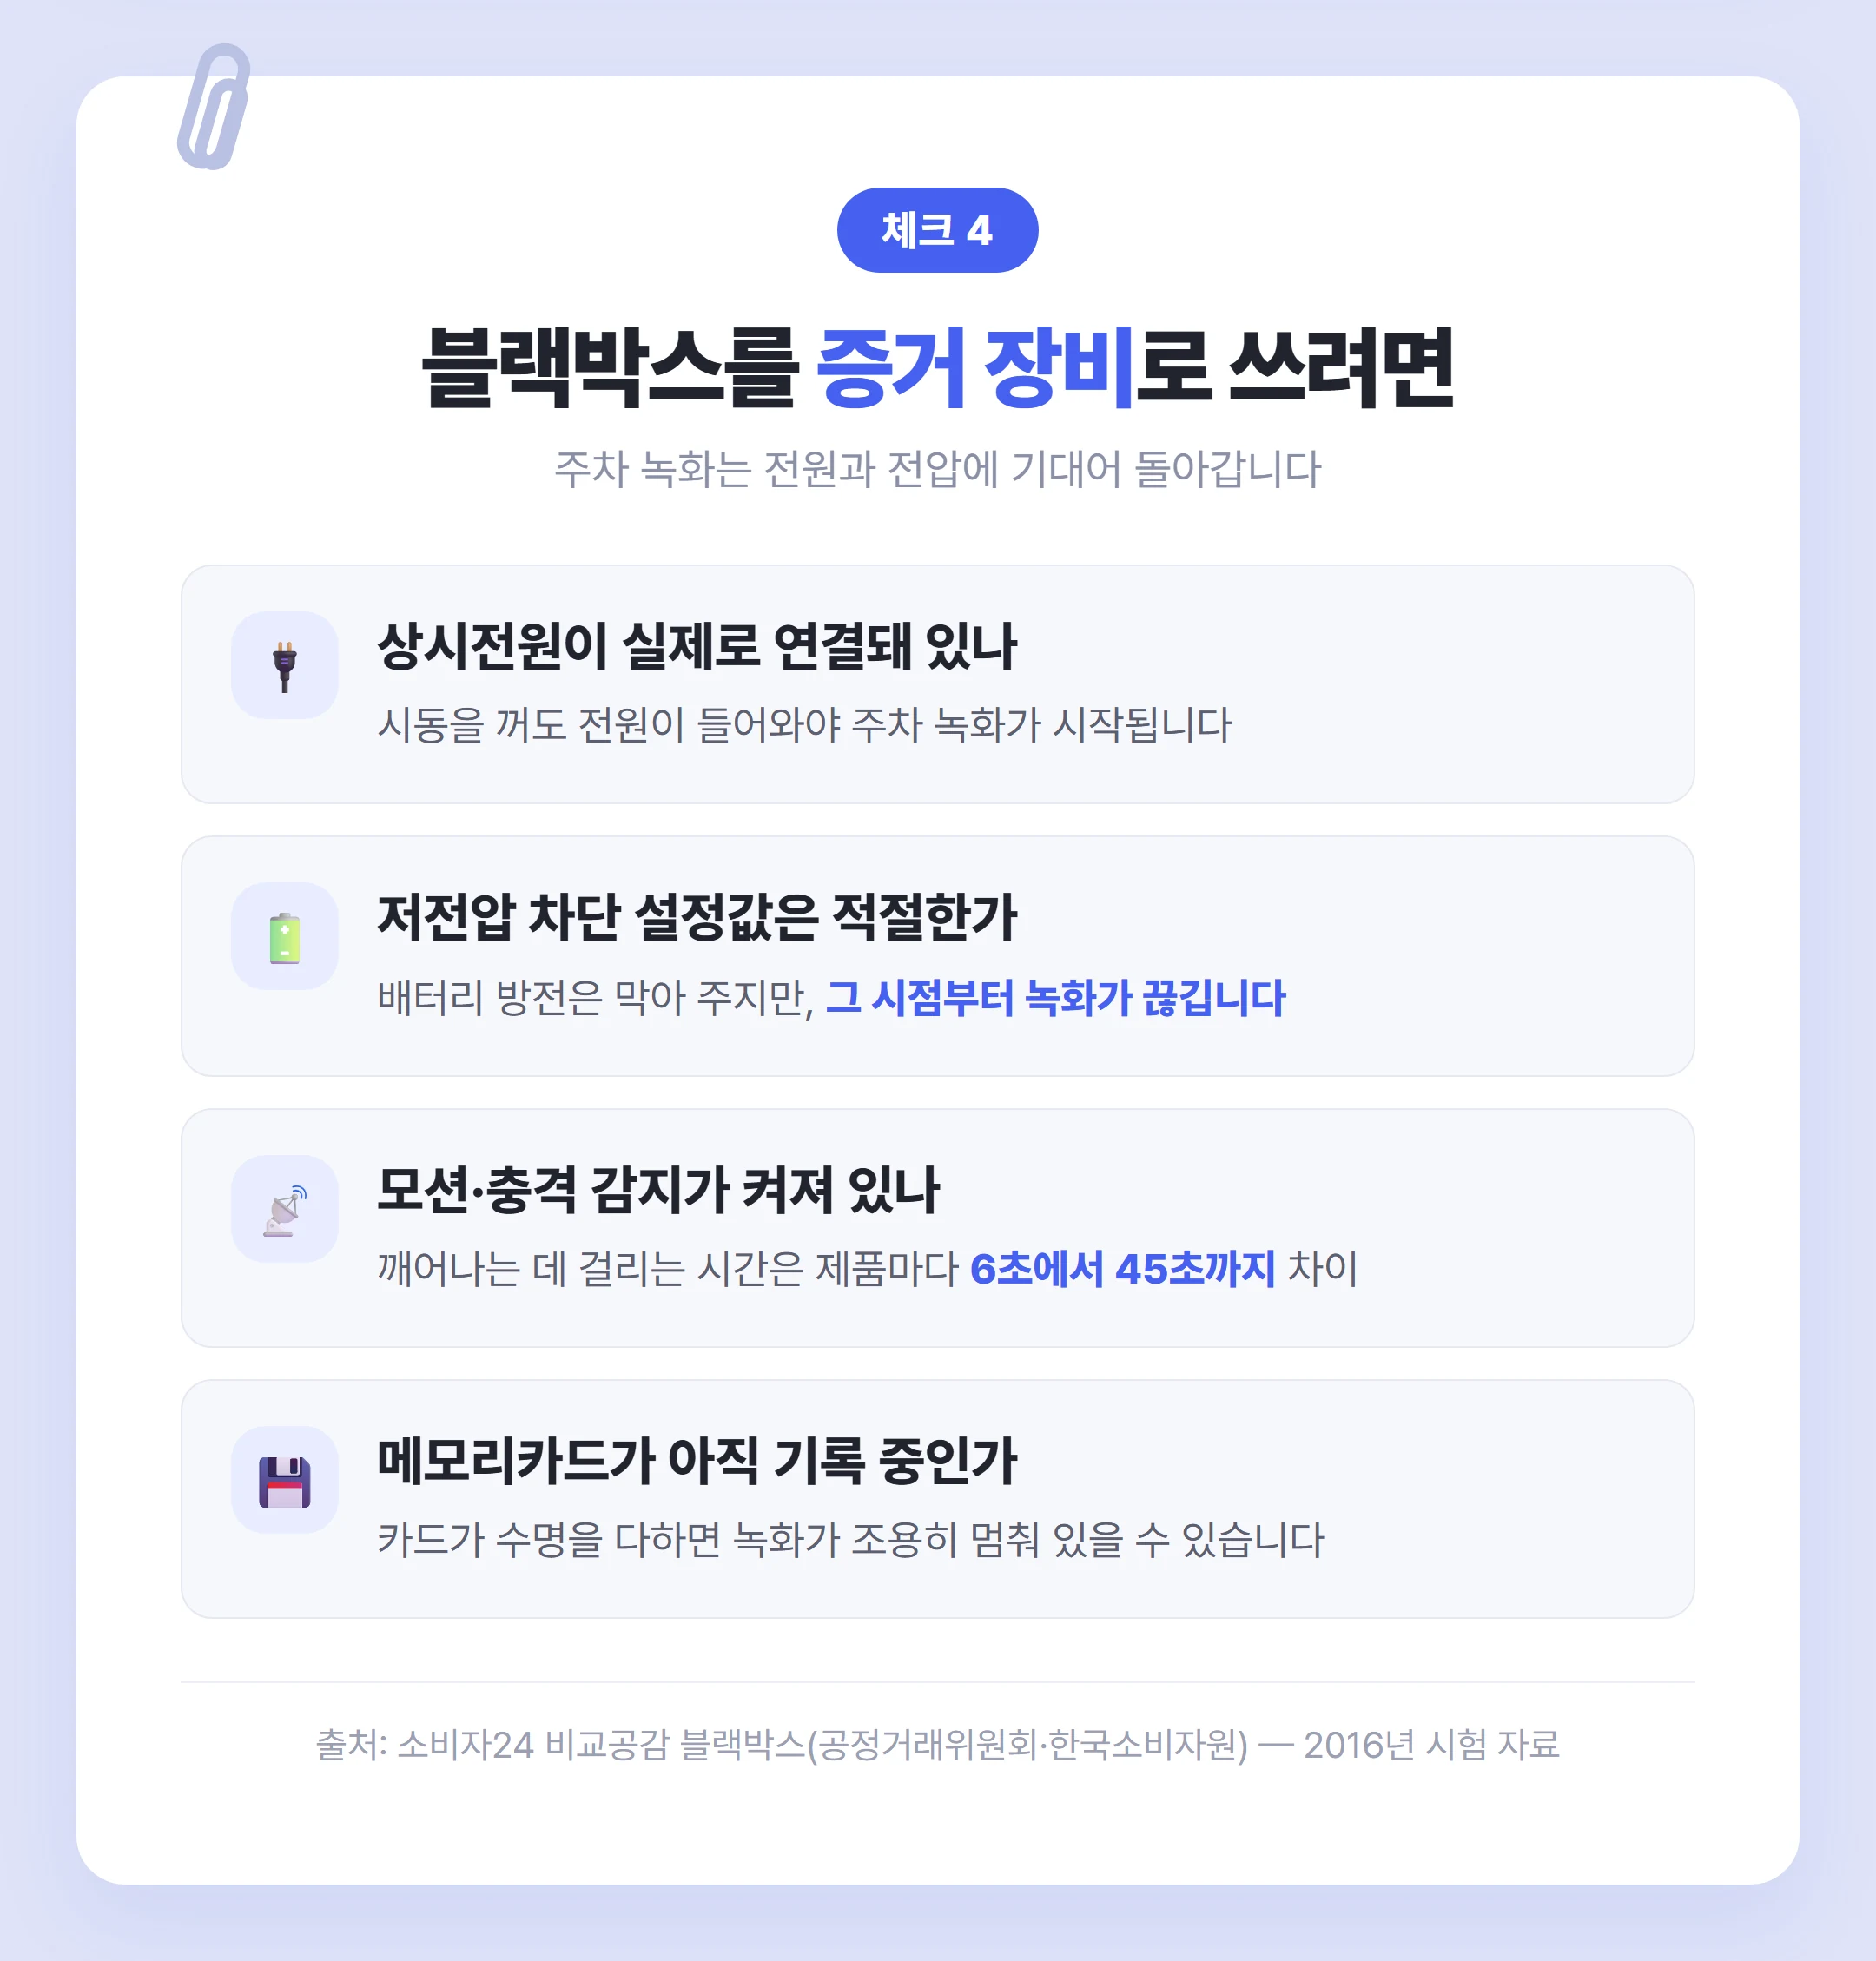 체크 4
블랙박스를 증거 장비로 쓰려면
주차 녹화는 전원과 전압에 기대어 돌아갑니다
상시전원이 실제로 연결돼 있나
시동을 꺼도 전원이 들어와야 주차 녹화가 시작됩니다
저전압 차단 설정값은 적절한가
배터리 방전은 막아 주지만, 그 시점부터 녹화가 끊깁니다
모션·충격 감지가 켜져 있나
깨어나는 데 걸리는 시간은 제품마다 6초에서 45초까지 차이
메모리카드가 아직 기록 중인가
카드가 수명을 다하면 녹화가 조용히 멈춰 있을 수 있습니다
출처: 소비자24 비교공감 블랙박스(공정거래위원회·한국소비자원) — 2016년 시험 자료